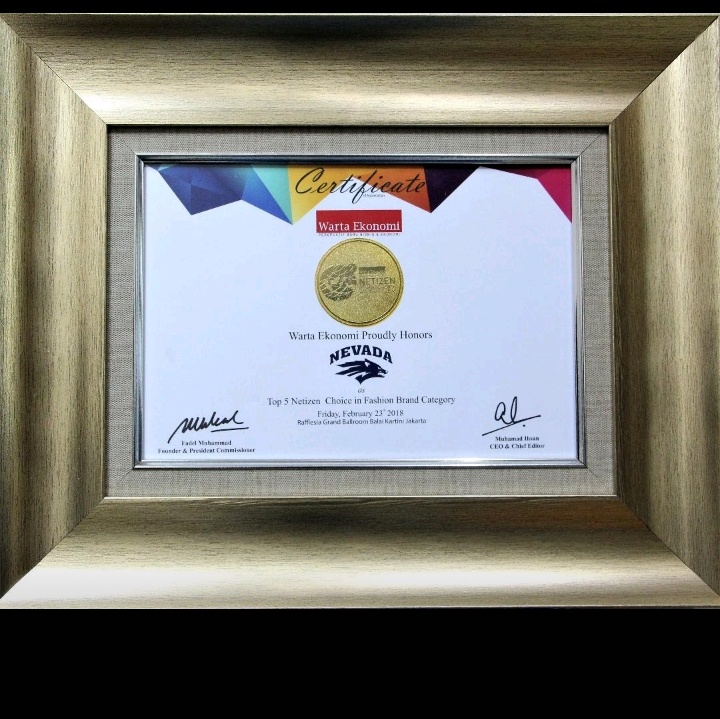 Certificate
Warta Ekonomi
NETIZEN
Warta Ekonomi Proudly Honors
NEVADA
as
Top 5 Netizen Choice in Fashion Brand Category
Friday, February 23" 2018
Rafflesia Grand Ballroom Balai Kartini Jakarta
Fadel Muhammad
Founder & President Commissioner
Muhamad Ihsan
CEO & Chief Editor